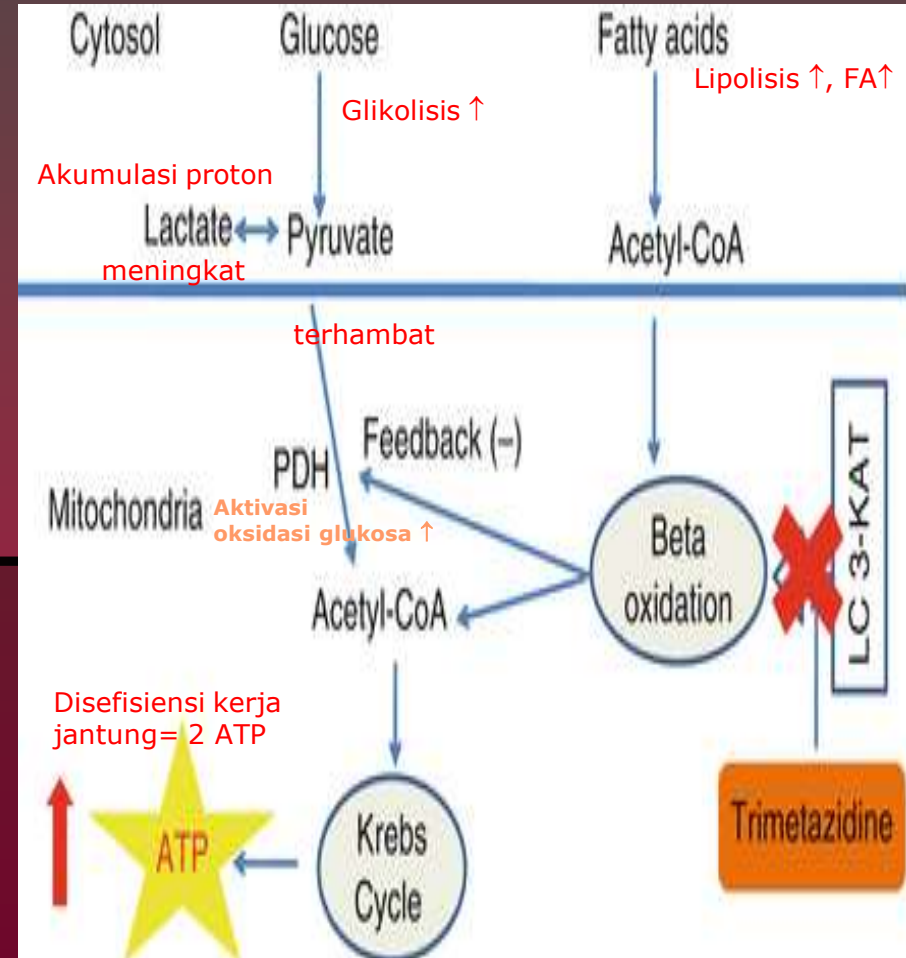 Cytosol
Glucose
Fatty acids
Lipolisis ↑, FA↑
Glikolisis ↑
Akumulasi proton
Lactate
Pyruvate
Acetyl-CoA
meningkat
terhambat
Feedback (–)
PDH
Mitochondria
Aktivasi
oksidasi glukosa ↑
Beta
oxidation
LC 3-KAT
Acetyl-CoA
Disefisiensi kerja
jantung= 2 ATP
ATP
Krebs
Cycle
Trimetazidine